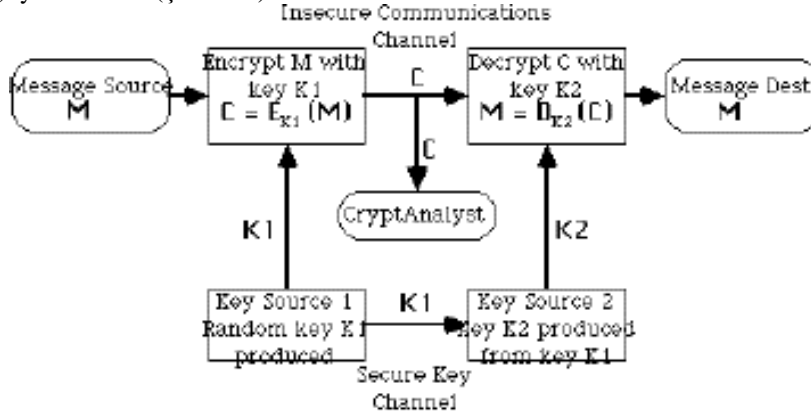 Insecure Communications
Channel
Message Source
M
Encrypt M with
key K1
C = E_K1 (M)
C
Decrypt C with
key K2
M = D_K2 (C)
Message Dest
M
C
CryptAnalyst
K1
K2
Key Source 1
Random key K1
produced
K1
Key Source 2
Key K2 produced
from key K1
Secure Key
Channel